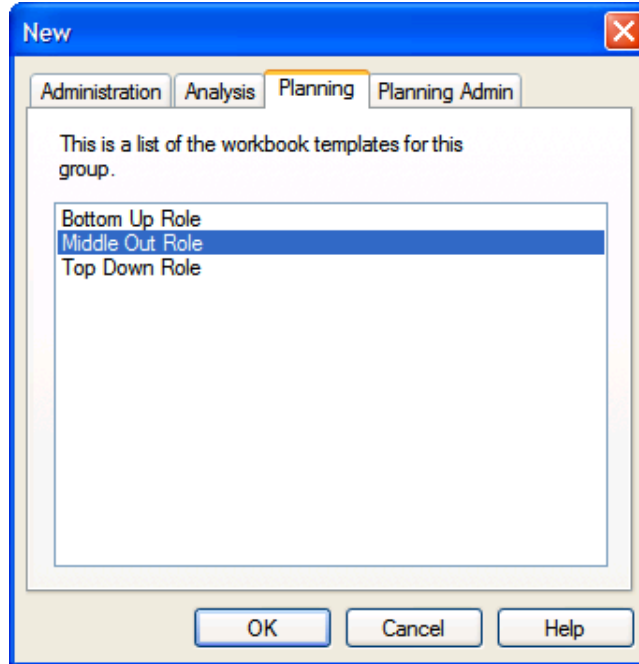 New
Administration
Analysis
Planning
Planning Admin
This is a list of the workbook templates for this
group.
Bottom Up Role
Middle Out Role
Top Down Role
OK
Cancel
Help